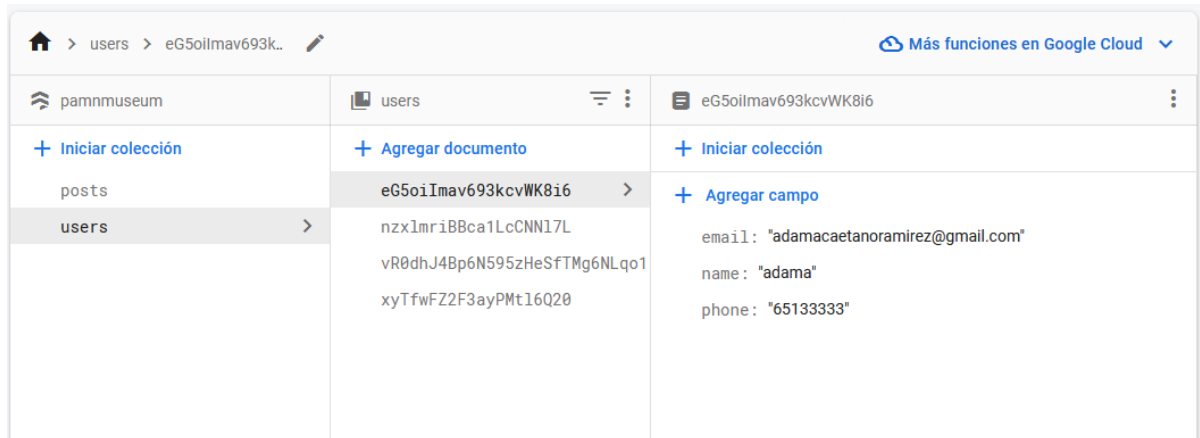 > users > eG5oiImav693k..
Más funciones en Google Cloud
pamnmuseum
users
eG5oiImav693kcvWK8i6
+ Iniciar colección
+ Agregar documento
+ Iniciar colección
posts
users
eG5oiImav693kcvWK8i6
nzxlmriBBca1LcCNNl7L
vR0dhJ4Bp6N595zHeSfTMg6NLqo1
xyTfwFZ2F3ayPMtl6Q20
+ Agregar campo
email: "adamacaetanoramirez@gmail.com"
name: "adama"
phone: "65133333"